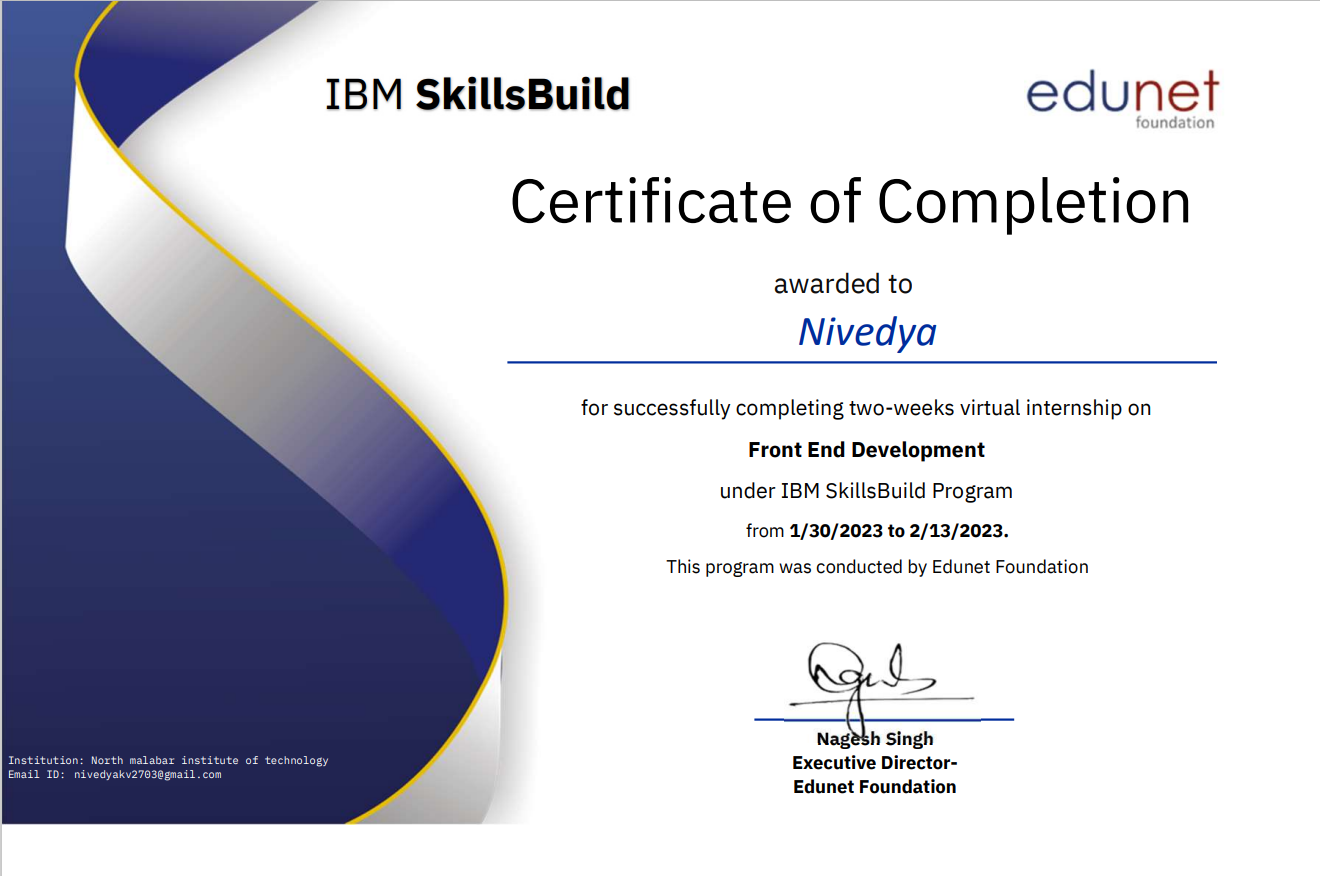 IBM SkillsBuild
edunet
foundation
Certificate of Completion
awarded to
Nivedya
for successfully completing two-weeks virtual internship on
Front End Development
under IBM SkillsBuild Program
from 1/30/2023 to 2/13/2023.
This program was conducted by Edunet Foundation
Nagesh Singh
Executive Director-
Edunet Foundation
Institution: North malabar institute of technology
Email ID: nivedyakv2703@gmail.com